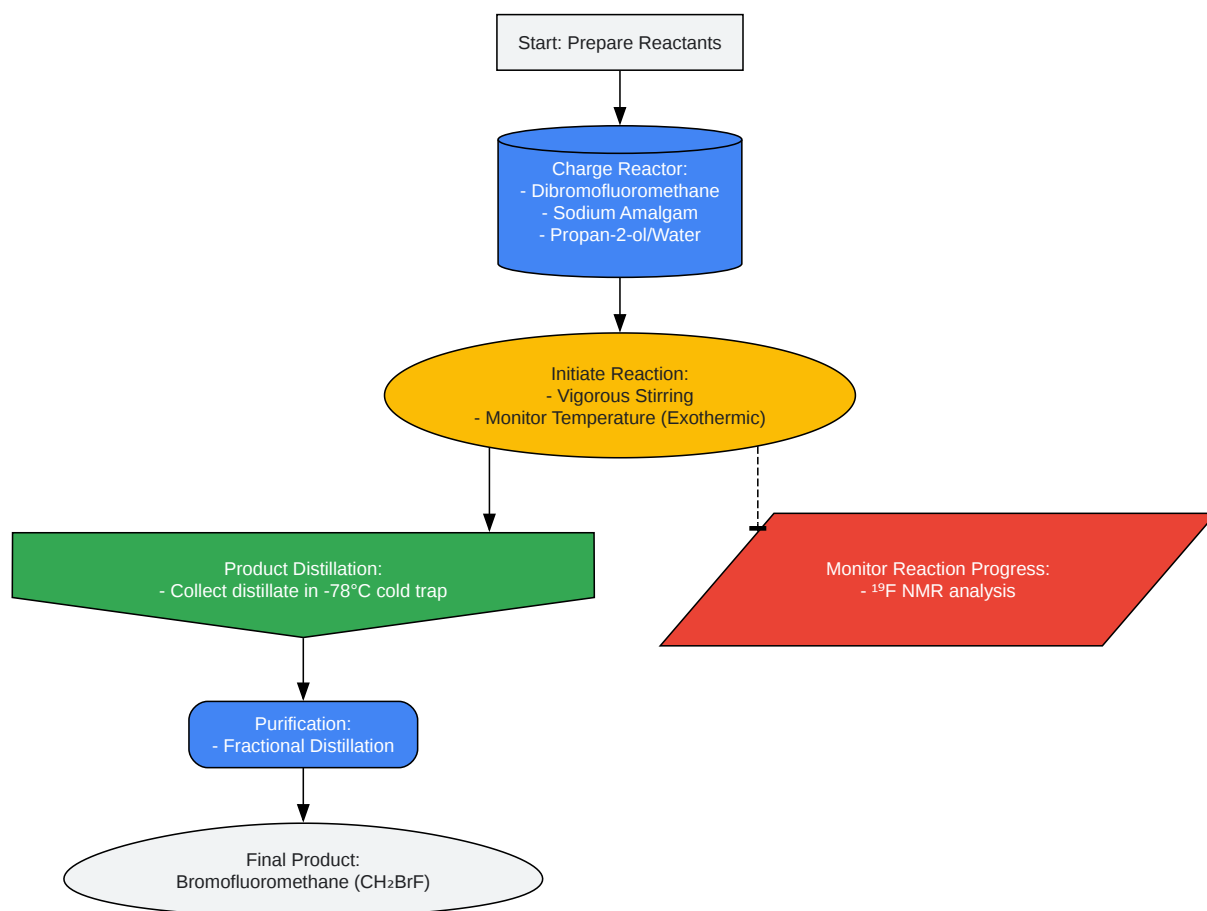 Start: Prepare Reactants
Charge Reactor:
- Dibromofluoromethane
- Sodium Amalgam
- Propan-2-ol/Water
Initiate Reaction:
- Vigorous Stirring
- Monitor Temperature (Exothermic)
Product Distillation:
- Collect distillate in -78°C cold trap
Monitor Reaction Progress:
- ¹⁹F NMR analysis
Purification:
- Fractional Distillation
Final Product:
Bromofluoromethane (CH₂BrF)